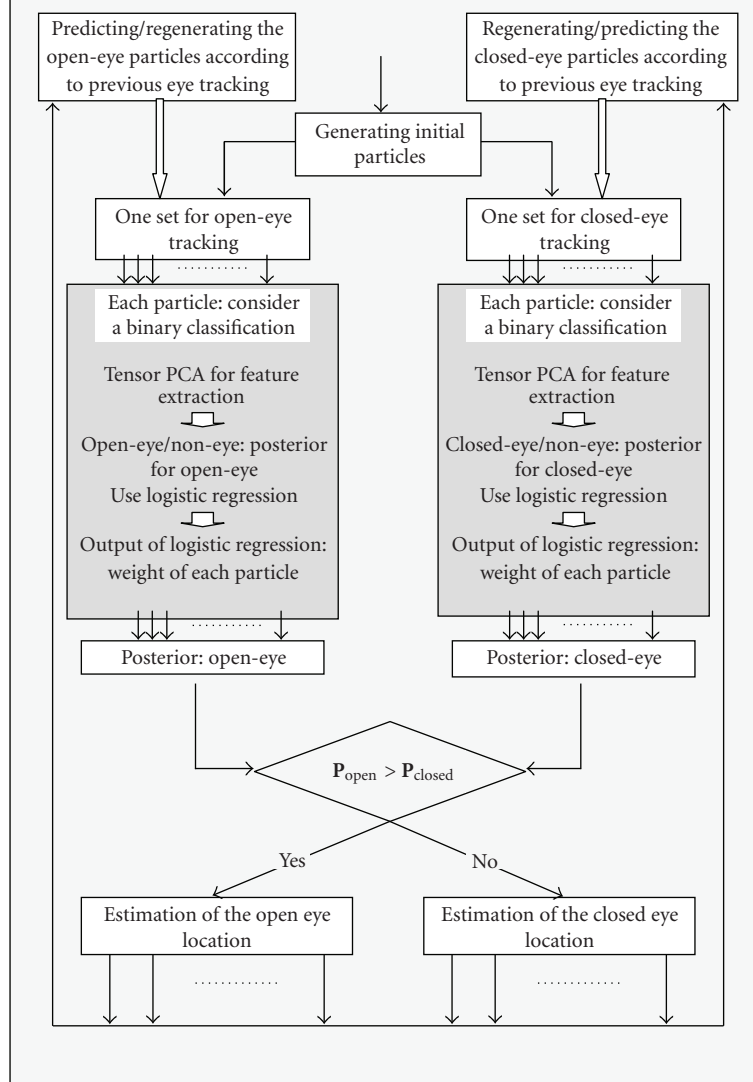 Predicting/regenerating the
open-eye particles according
to previous eye tracking
Regenerating/predicting the
closed-eye particles according
to previous eye tracking
Generating initial
particles
One set for open-eye
tracking
One set for closed-eye
tracking
Each particle: consider
a binary classification
Tensor PCA for feature
extraction
Open-eye/non-eye: posterior
for open-eye
Use logistic regression
Output of logistic regression:
weight of each particle
Each particle: consider
a binary classification
Tensor PCA for feature
extraction
Closed-eye/non-eye: posterior
for closed-eye
Use logistic regression
Output of logistic regression:
weight of each particle
Posterior: open-eye
Posterior: closed-eye
P_open > P_closed
Yes
No
Estimation of the open eye
location
Estimation of the closed eye
location